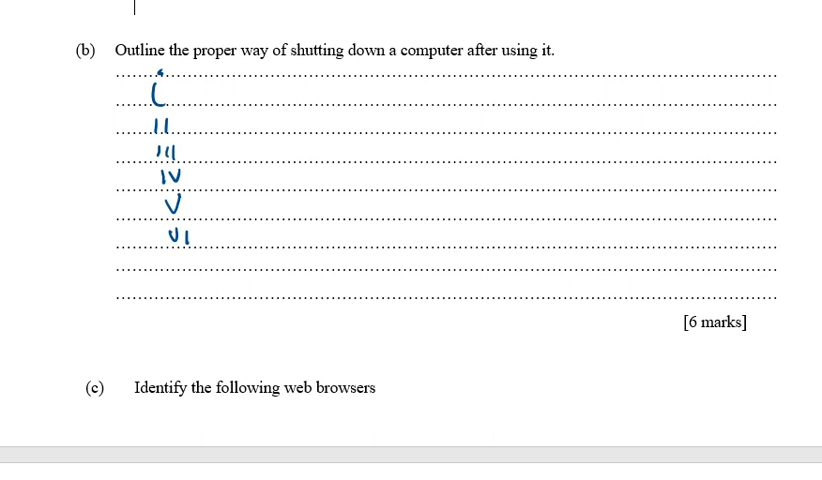 (b) Outline the proper way of shutting down a computer after using it.
i
II
III
IV
V
VI
[6 marks]
(c) Identify the following web browsers